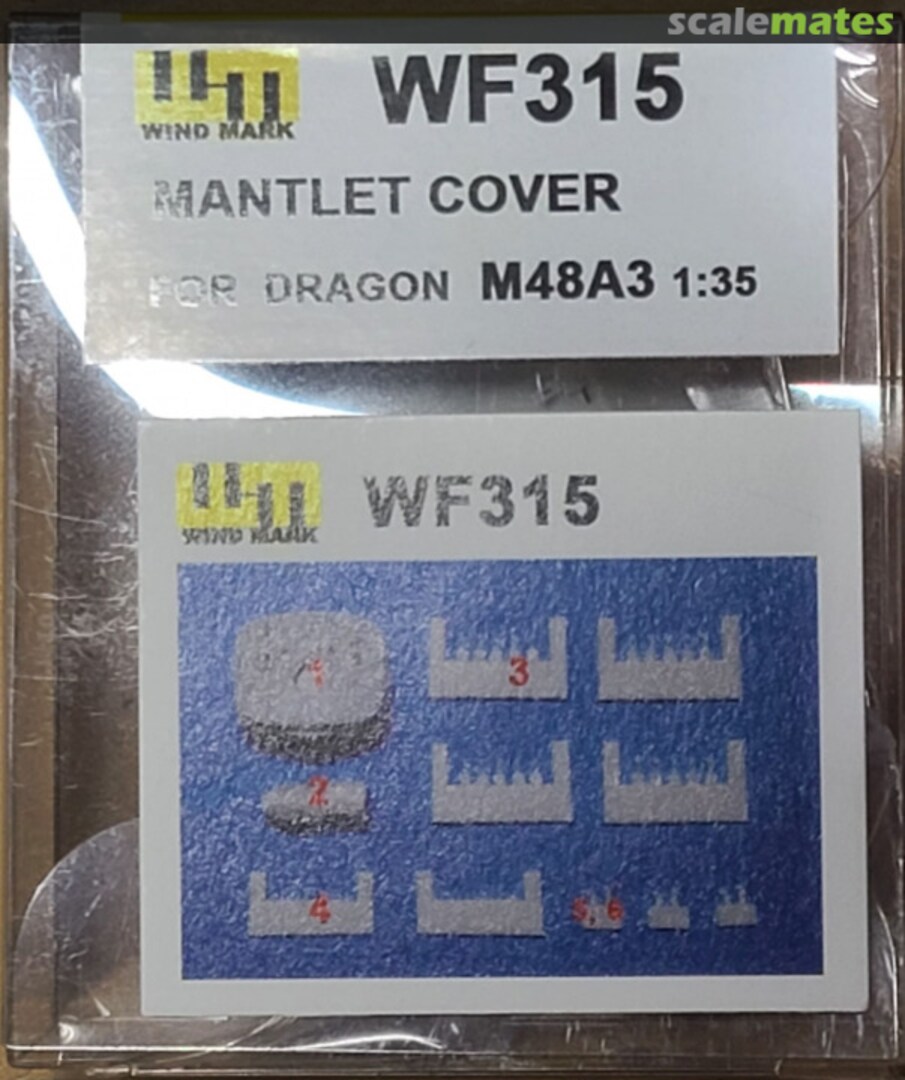 scalemates
WIND MARK
WF315
MANTLET COVER
FOR DRAGON M48A3 1:35
WIND MARK
WF315
1
3
2
4
5, 6